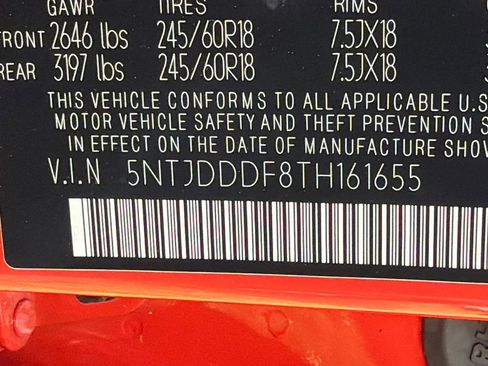 GAWR TIRES RIMS
FRONT 2646 lbs 245/60R18 7.5JX18
REAR 3197 lbs 245/60R18 7.5JX18
THIS VEHICLE CONFORMS TO ALL APPLICABLE U.S
MOTOR VEHICLE SAFETY AND THEFT PREVENTION S
IN EFFECT ON THE DATE OF MANUFACTURE SHOW
V.I.N 5NTJDDDF8TH161655